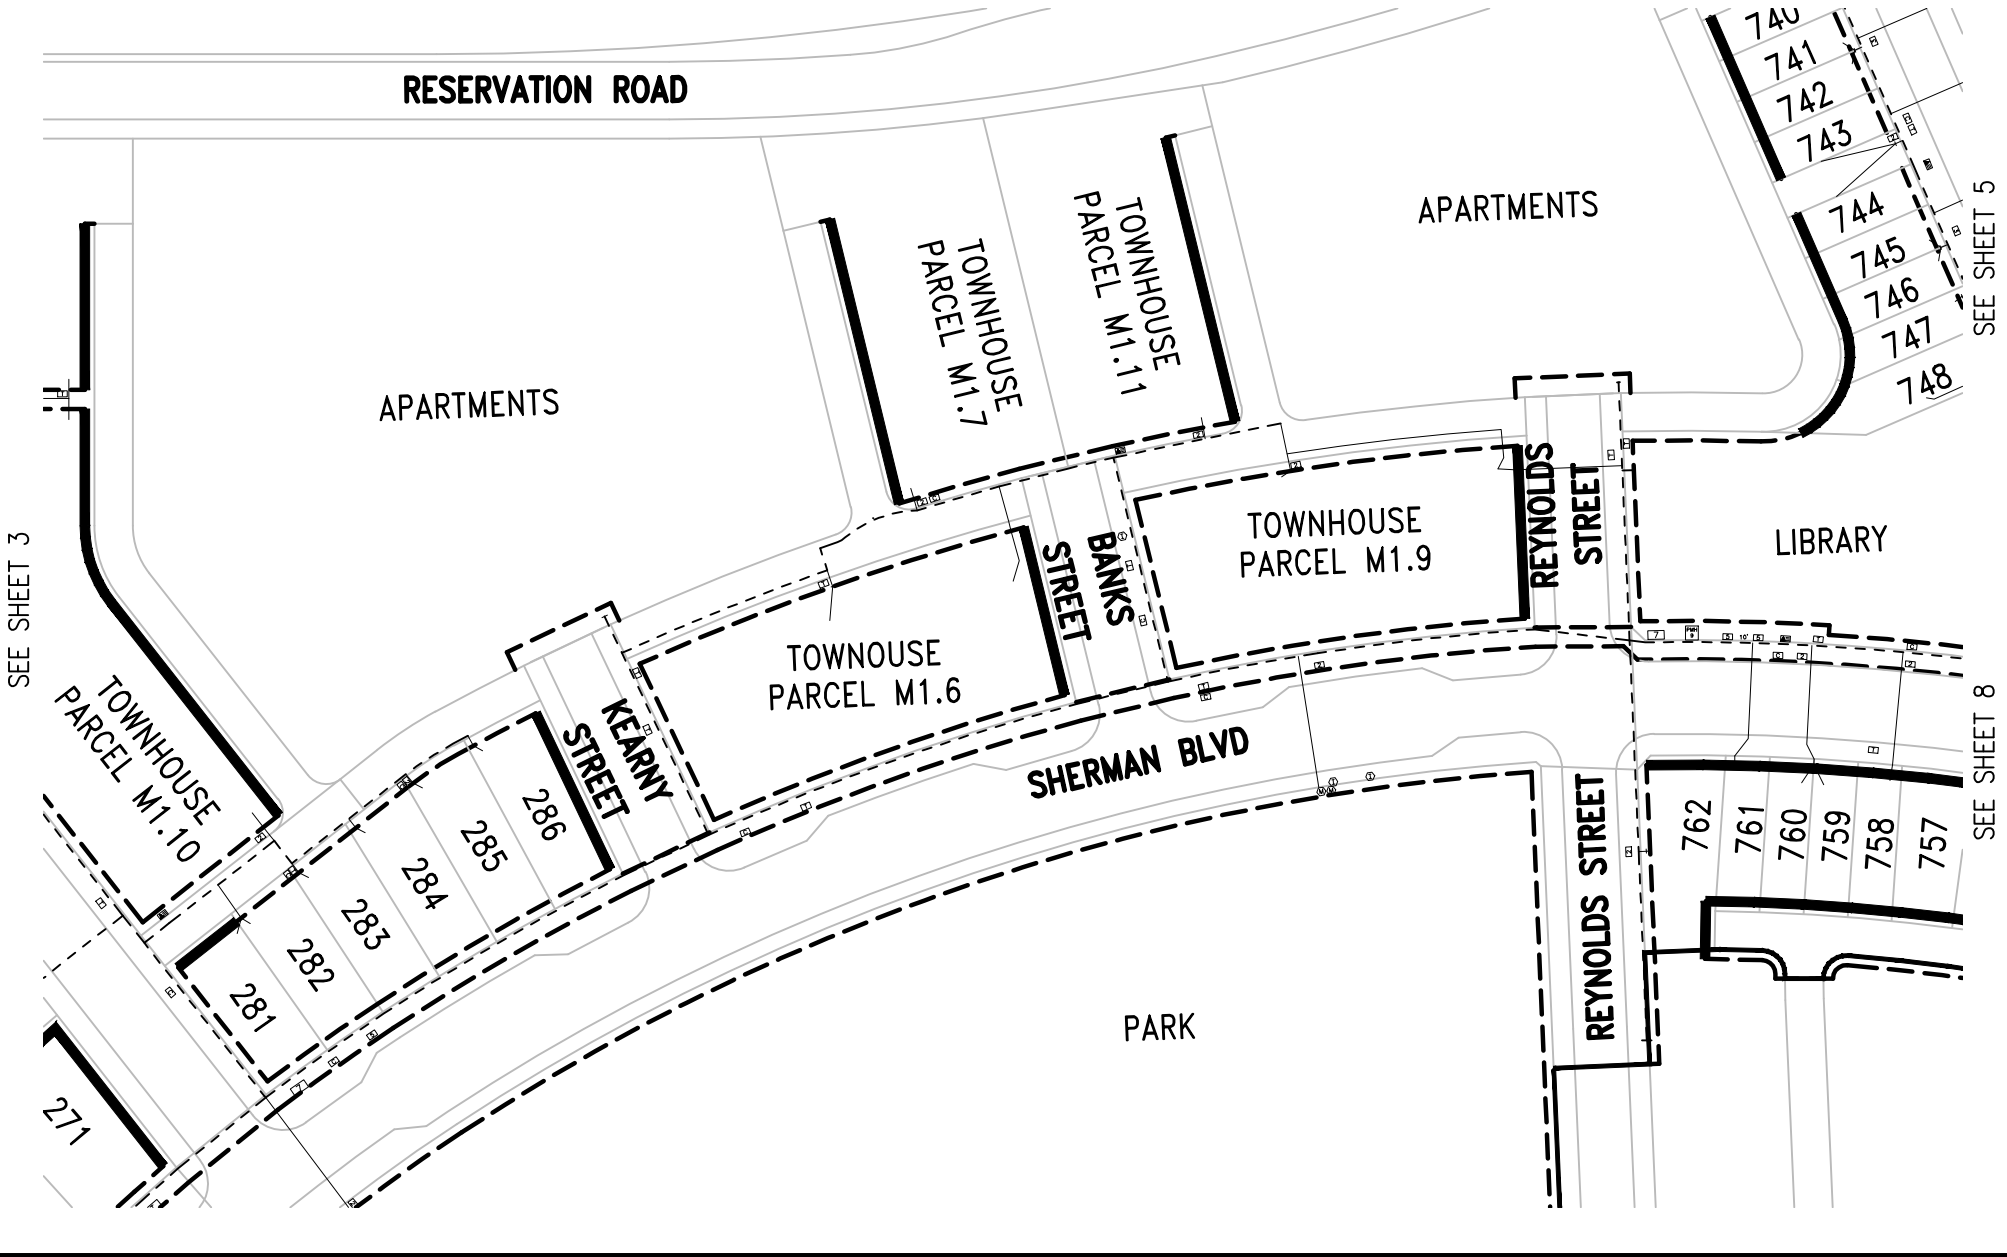 RESERVATION ROAD
740
741
742
743
744
745
746
747
748
SEE SHEET 5
APARTMENTS
APARTMENTS
TOWNHOUSE
PARCEL M1.7
TOWNHOUSE
PARCEL M1.11
SEE SHEET 3
TOWNHOUSE
PARCEL M1.10
TOWNOUSE
PARCEL M1.6
BANKS
STREET
TOWNHOUSE
PARCEL M1.9
REYNOLDS
STREET
LIBRARY
KEARNY
STREET
SHERMAN BLVD
SEE SHEET 8
286
285
284
283
282
281
271
REYNOLDS STREET
762
761
760
759
758
757
PARK